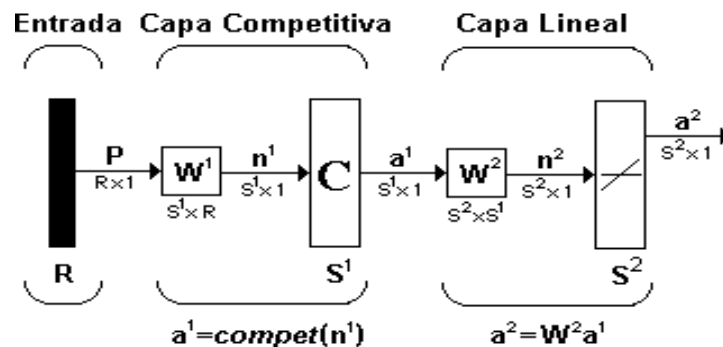 Entrada Capa Competitiva Capa Lineal
P n¹ a¹ n² a²
W¹ C W²
R×1 S¹×1 S¹×1 S²×1 S²×1
S¹×R S²×S¹
R S¹ S²
a¹=compet(n¹) a²=W²a¹